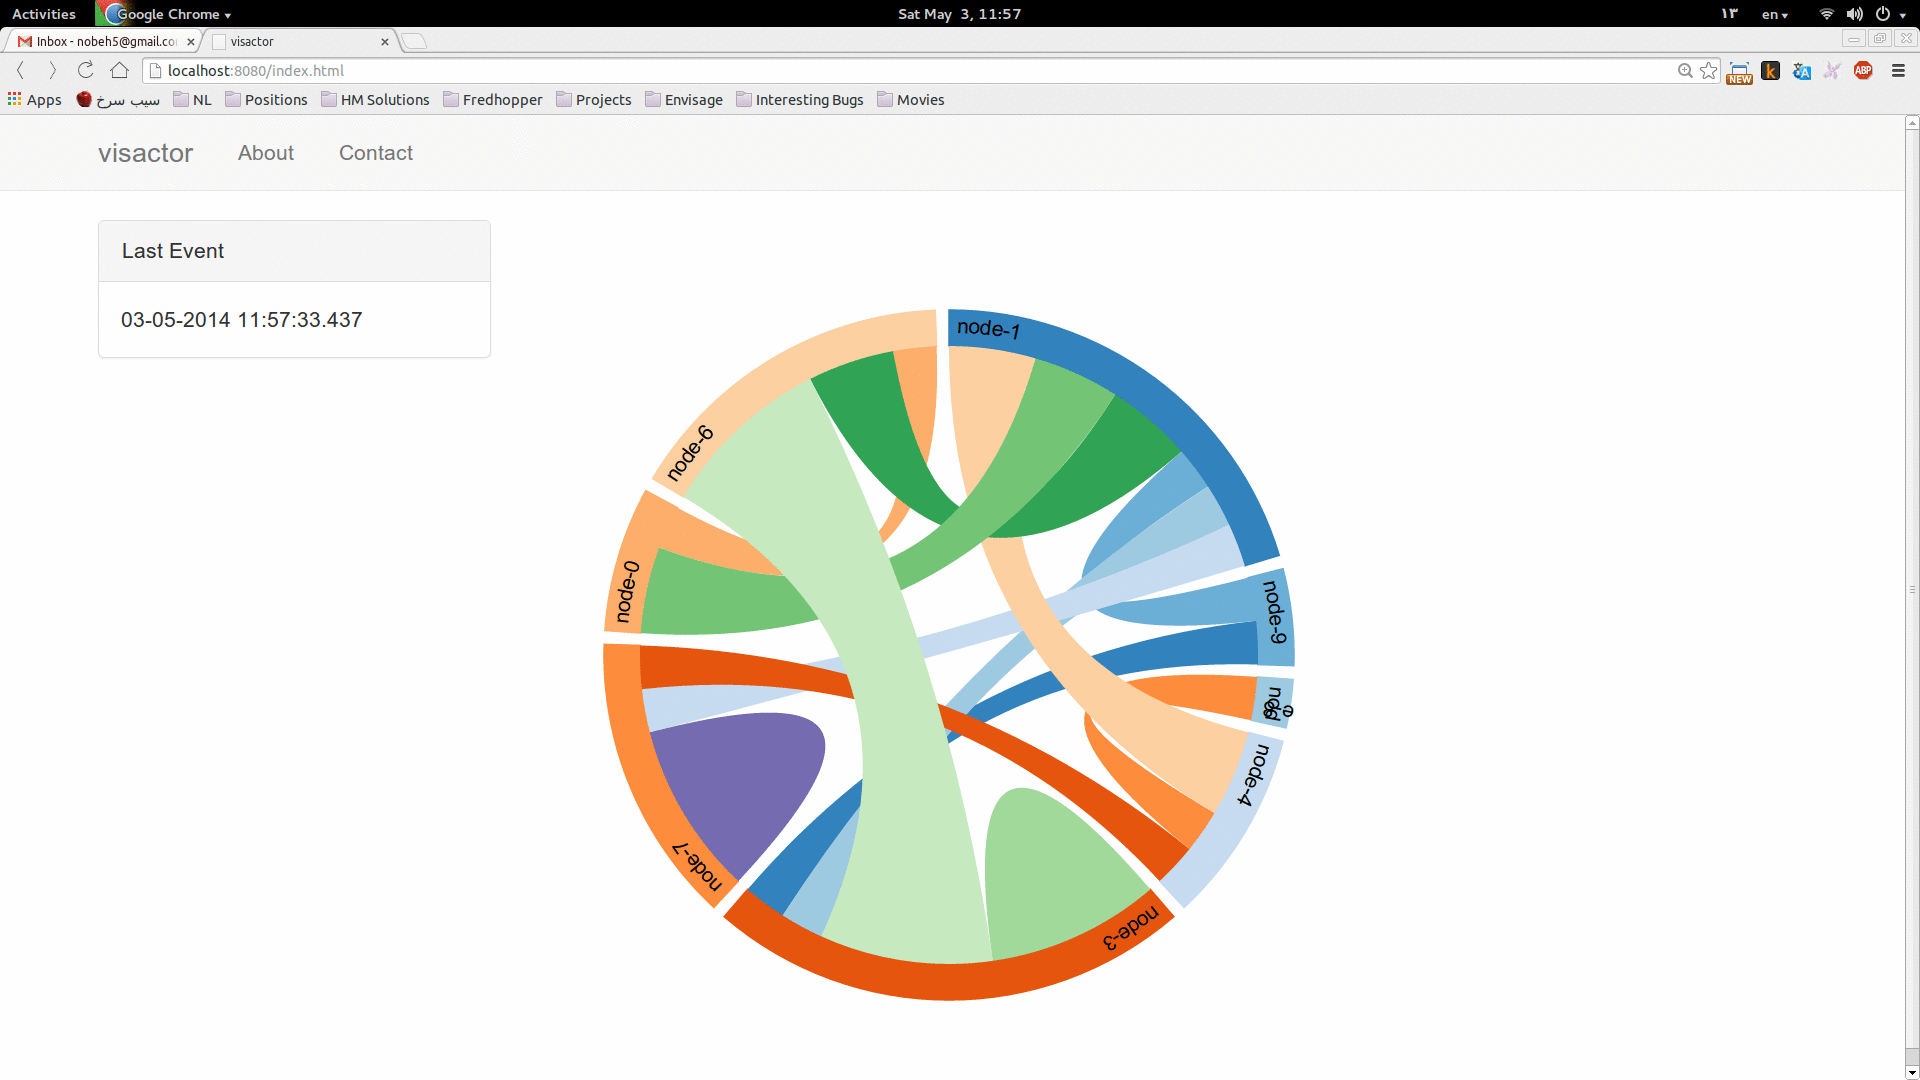 Activities
Google Chrome
Sat May 3, 11:57
۱۳
en
Inbox - nobeh5@gmail.co
visactor
localhost:8080/index.html
NEW
k
A
ABP
Apps
سیب سرخ
NL
Positions
HM Solutions
Fredhopper
Projects
Envisage
Interesting Bugs
Movies
visactor
About
Contact
Last Event
03-05-2014 11:57:33.437
node-1
node-6
node-0
node-9
node-4
node-7
node-3